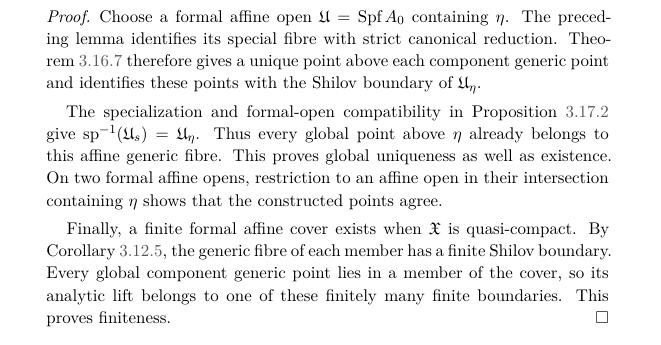 Proof. Choose a formal affine open 𝔘 = Spf A₀ containing η. The preced-
ing lemma identifies its special fibre with strict canonical reduction. Theo-
rem 3.16.7 therefore gives a unique point above each component generic point
and identifies these points with the Shilov boundary of 𝔘_η.
The specialization and formal-open compatibility in Proposition 3.17.2
give sp⁻¹(𝔘ₛ) = 𝔘_η. Thus every global point above η already belongs to
this affine generic fibre. This proves global uniqueness as well as existence.
On two formal affine opens, restriction to an affine open in their intersection
containing η shows that the constructed points agree.
Finally, a finite formal affine cover exists when 𝔛 is quasi-compact. By
Corollary 3.12.5, the generic fibre of each member has a finite Shilov boundary.
Every global component generic point lies in a member of the cover, so its
analytic lift belongs to one of these finitely many finite boundaries. This
proves finiteness. □